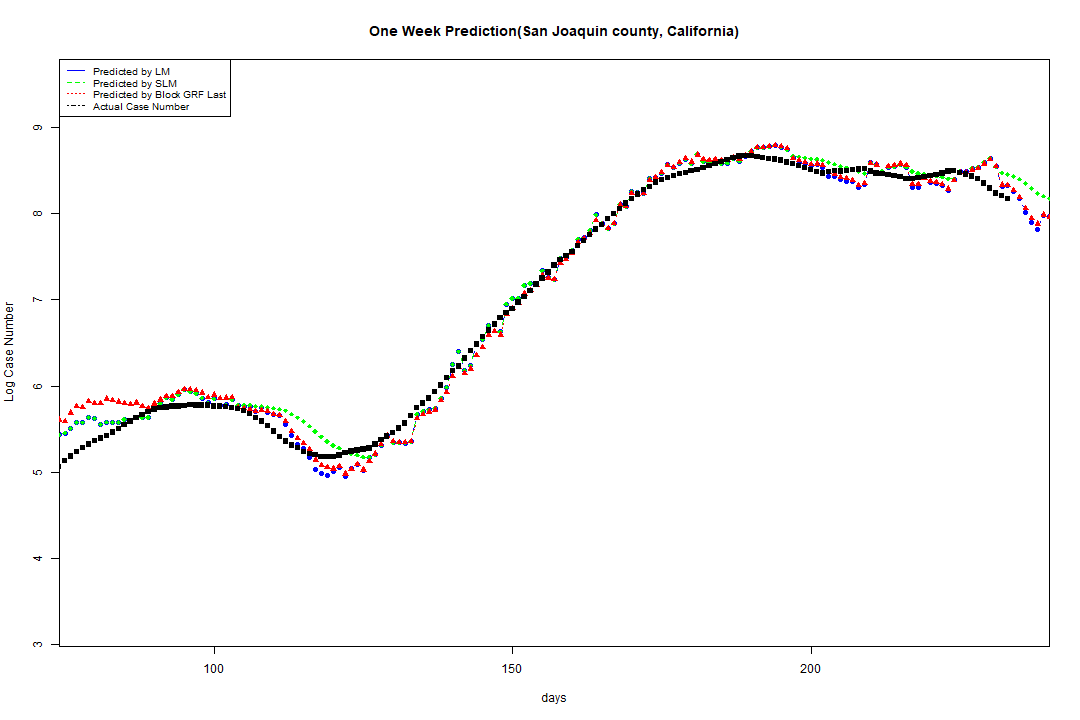 One Week Prediction(San Joaquin county, California)
Predicted by LM
Predicted by SLM
Predicted by Block GRF Last
Actual Case Number
Log Case Number
9
8
7
6
5
4
3
100 150 200
days